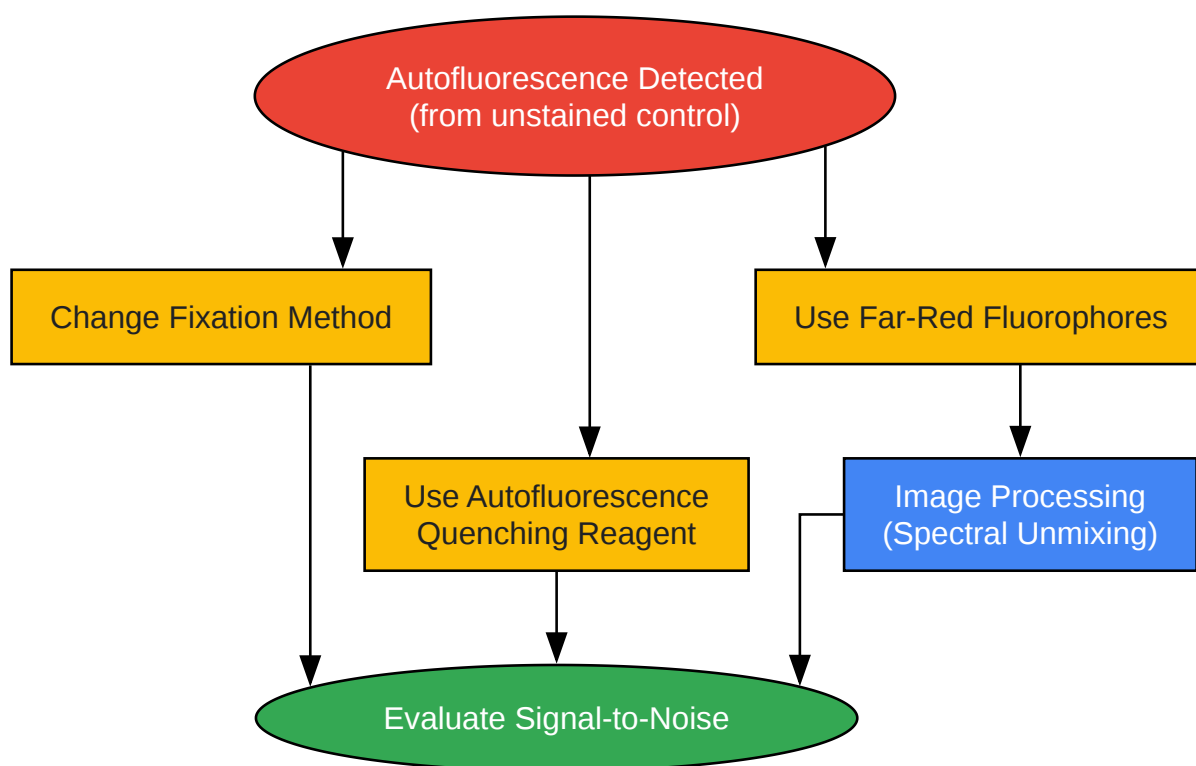 Autofluorescence Detected
(from unstained control)
Change Fixation Method
Use Far-Red Fluorophores
Use Autofluorescence
Quenching Reagent
Image Processing
(Spectral Unmixing)
Evaluate Signal-to-Noise